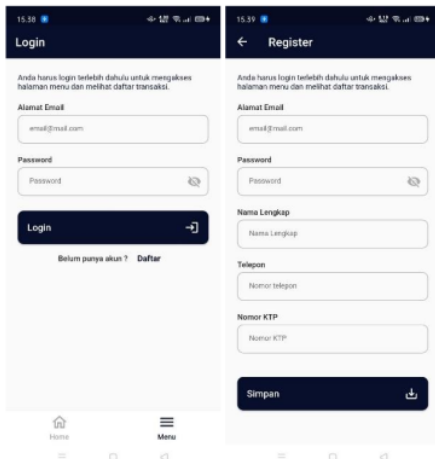 15.38
Login
Anda harus login terlebih dahulu untuk mengakses
halaman menu dan melihat daftar transaksi.
Alamat Email
email@mail.com
Password
Password
Login
Belum punya akun ? Daftar
Home
Menu
15.39
Register
Anda harus login terlebih dahulu untuk mengakses
halaman menu dan melihat daftar transaksi.
Alamat Email
email@mail.com
Password
Password
Nama Lengkap
Nama Lengkap
Telepon
Nomor telepon
Nomor KTP
Nomor KTP
Simpan